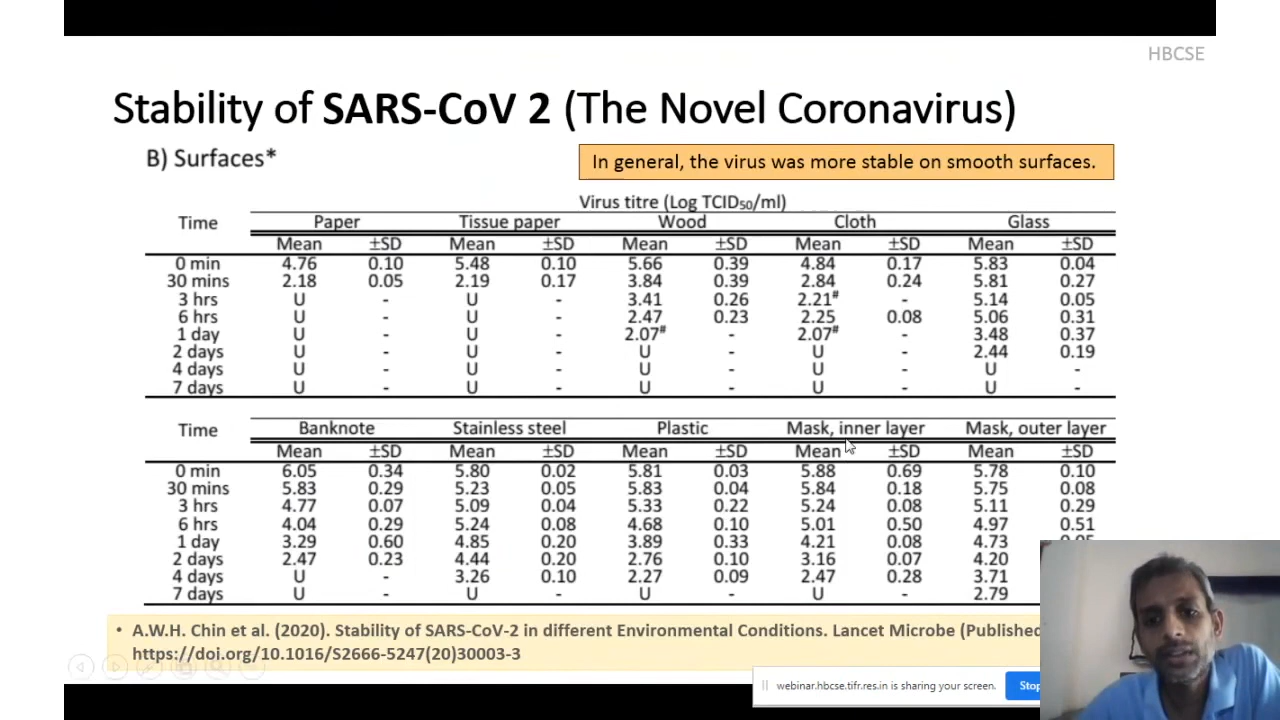 HBCSE
Stability of SARS-CoV 2 (The Novel Coronavirus)
B) Surfaces*
In general, the virus was more stable on smooth surfaces.
Virus titre (Log TCID₅₀/ml)
Time Paper Tissue paper Wood Cloth Glass
Mean ±SD Mean ±SD Mean ±SD Mean ±SD Mean ±SD
0 min 4.76 0.10 5.48 0.10 5.66 0.39 4.84 0.17 5.83 0.04
30 mins 2.18 0.05 2.19 0.17 3.84 0.39 2.84 0.24 5.81 0.27
3 hrs U - U - 3.41 0.26 2.21# - 5.14 0.05
6 hrs U - U - 2.47 0.23 2.25 0.08 5.06 0.31
1 day U - U - 2.07# - 2.07# - 3.48 0.37
2 days U - U - U - U - 2.44 0.19
4 days U - U - U - U - U -
7 days U - U - U - U - U -
Time Banknote Stainless steel Plastic Mask, inner layer Mask, outer layer
Mean ±SD Mean ±SD Mean ±SD Mean ±SD Mean ±SD
0 min 6.05 0.34 5.80 0.02 5.81 0.03 5.88 0.69 5.78 0.10
30 mins 5.83 0.29 5.23 0.05 5.83 0.04 5.84 0.18 5.75 0.08
3 hrs 4.77 0.07 5.09 0.04 5.33 0.22 5.24 0.08 5.11 0.29
6 hrs 4.04 0.29 5.24 0.08 4.68 0.10 5.01 0.50 4.97 0.51
1 day 3.29 0.60 4.85 0.20 3.89 0.33 4.21 0.08 4.73
2 days 2.47 0.23 4.44 0.20 2.76 0.10 3.16 0.07 4.20
4 days U - 3.26 0.10 2.27 0.09 2.47 0.28 3.71
7 days U - U - U - U - 2.79
• A.W.H. Chin et al. (2020). Stability of SARS-CoV-2 in different Environmental Conditions. Lancet Microbe (Published
https://doi.org/10.1016/S2666-5247(20)30003-3
webinar.hbcse.tifr.res.in is sharing your screen. Stop